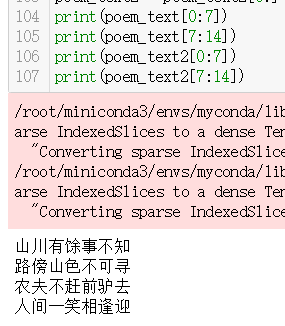 104 print(poem_text[0:7])
105 print(poem_text[7:14])
106 print(poem_text2[0:7])
107 print(poem_text2[7:14])
/root/miniconda3/envs/myconda/lib
arse IndexedSlices to a dense Ten
"Converting sparse IndexedSlice
/root/miniconda3/envs/myconda/lib
arse IndexedSlices to a dense Ten
"Converting sparse IndexedSlice
山川有馀事不知
路傍山色不可寻
农夫不赶前驴去
人间一笑相逢迎